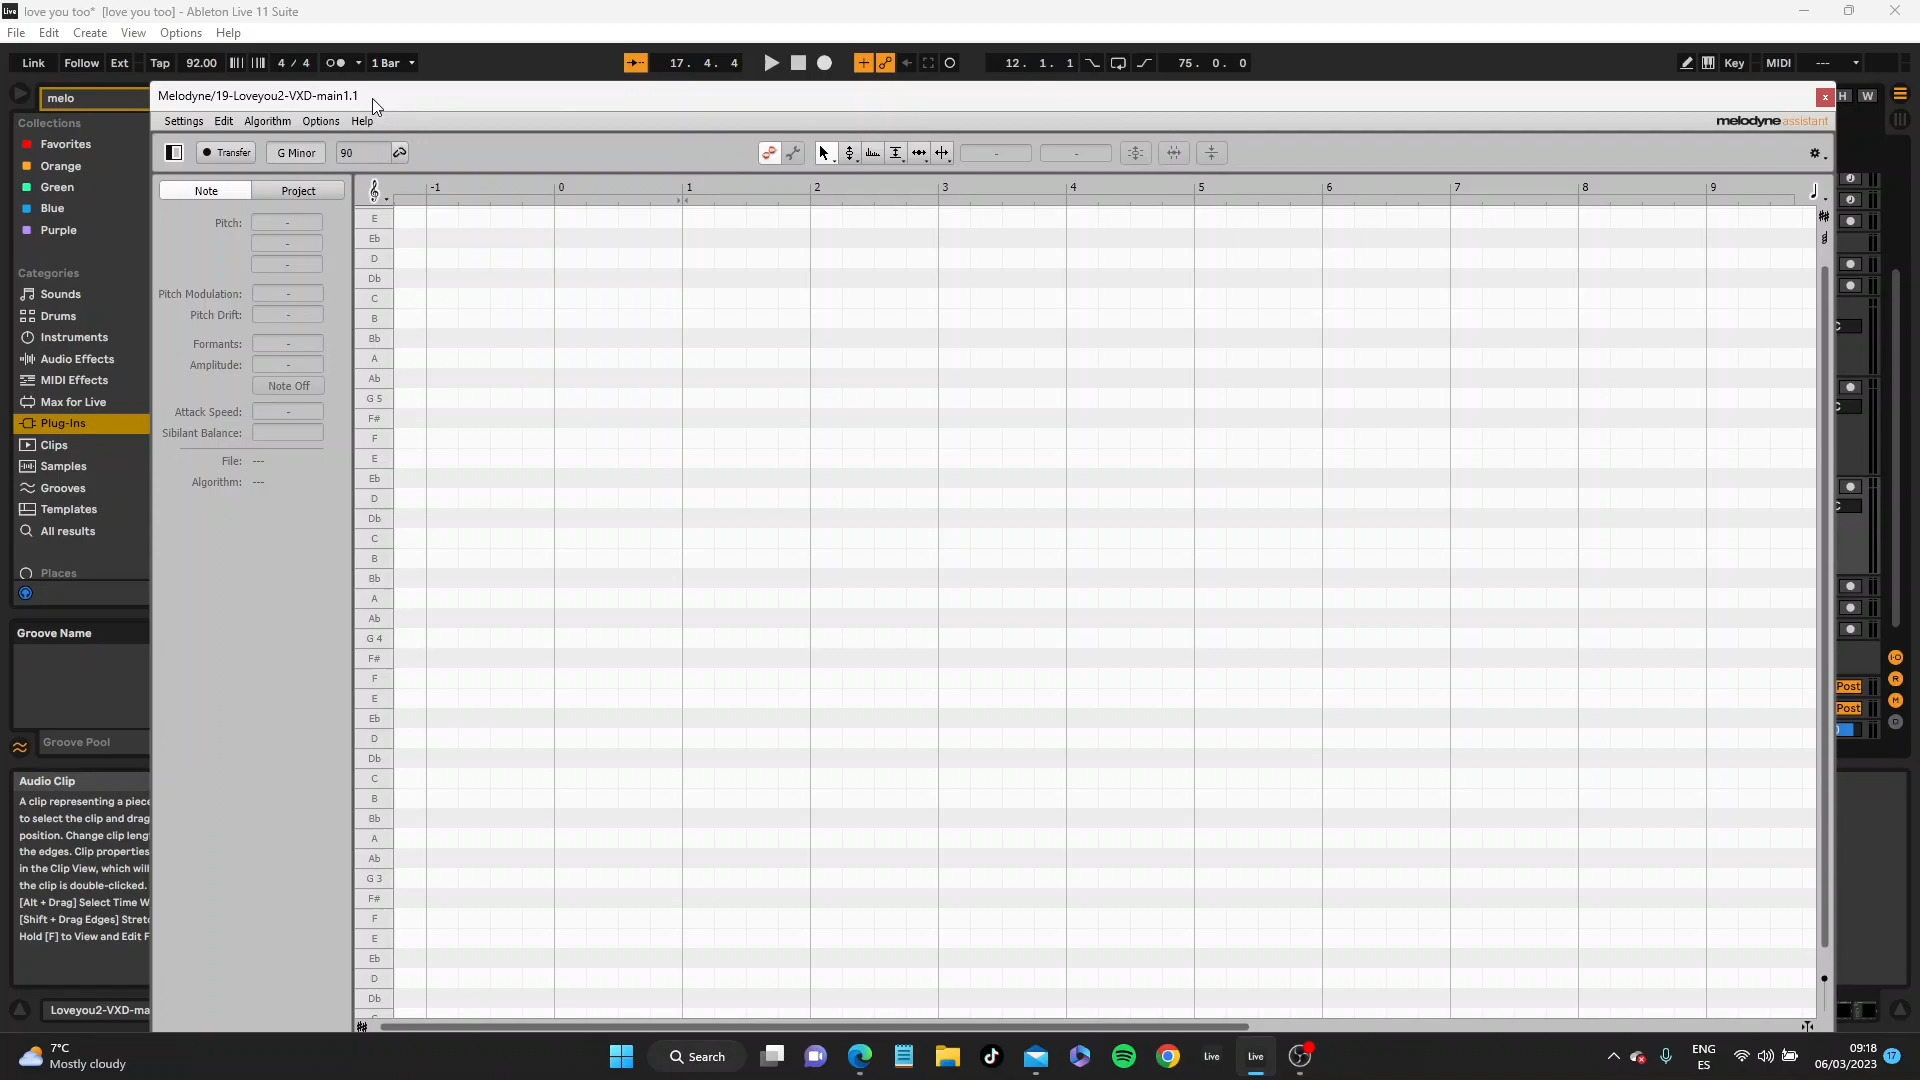 love you too* [love you too] - Ableton Live 11 Suite
File Edit Create View Options Help
Link Follow Ext Tap 92.00 4 / 4 1 Bar 17. 4. 4 12. 1. 1 75. 0. 0 Key MIDI ---
melo
Melodyne/19-Loveyou2-VXD-main1.1
H W
Collections
Settings Edit Algorithm Options Help
melodyne assistant
Favorites
Orange
Green
Blue
Purple
Transfer G Minor 90 - -
Note Project
-1 0 1 2 3 4 5 6 7 8 9
Pitch: -
-
-
Pitch Modulation: -
Pitch Drift: -
Formants: -
Amplitude: -
Note Off
Attack Speed: -
Sibilant Balance:
File: ---
Algorithm: ---
Categories
Sounds
Drums
Instruments
Audio Effects
MIDI Effects
Max for Live
Plug-Ins
Clips
Samples
Grooves
Templates
All results
Places
E
Eb
D
Db
C
B
Bb
A
Ab
G 5
F#
F
E
Eb
D
Db
C
B
Bb
A
Ab
G 4
F#
F
E
Eb
D
Db
C
B
Bb
A
Ab
G 3
F#
F
E
Eb
D
Db
Groove Name
Groove Pool
Post
Post
I·O
R
M
D
Audio Clip
A clip representing a piece
to select the clip and drag
position. Change clip leng
the edges. Clip properties
in the Clip View, which will
the clip is double-clicked.
[Alt + Drag] Select Time W
[Shift + Drag Edges] Stret
Hold [F] to View and Edit F
Loveyou2-VXD-ma
7°C
Mostly cloudy
Search
Live
Live
ENG
ES
09:18
06/03/2023
17